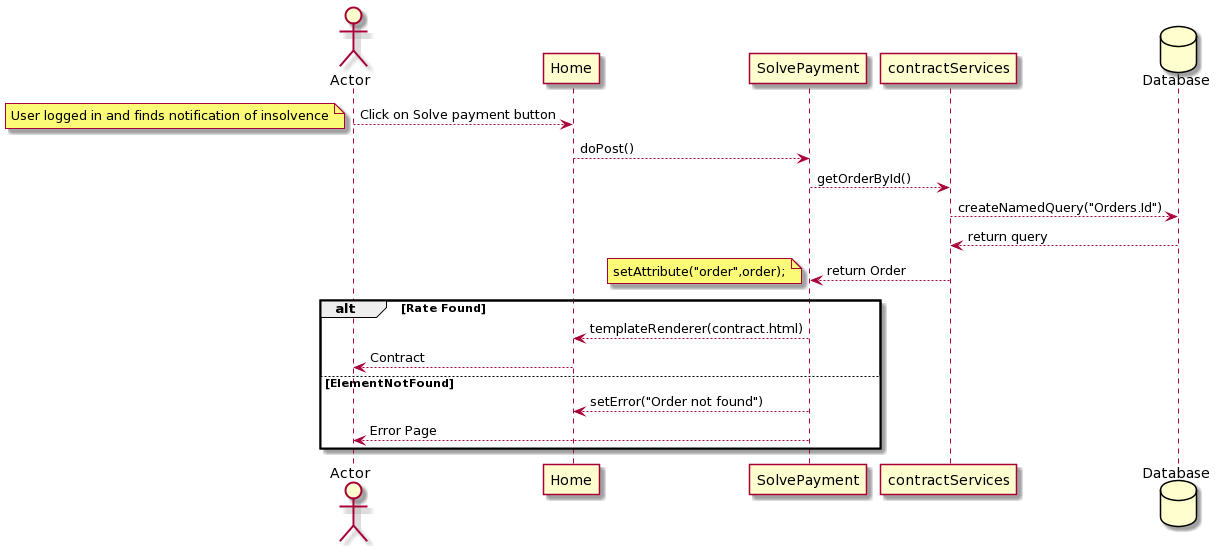 Actor
Home
SolvePayment
contractServices
Database
User logged in and finds notification of insolvence
Click on Solve payment button
doPost()
getOrderById()
createNamedQuery("Orders.Id")
return query
setAttribute("order",order);
return Order
alt
[Rate Found]
templateRenderer(contract.html)
Contract
[ElementNotFound]
setError("Order not found")
Error Page
Actor
Home
SolvePayment
contractServices
Database